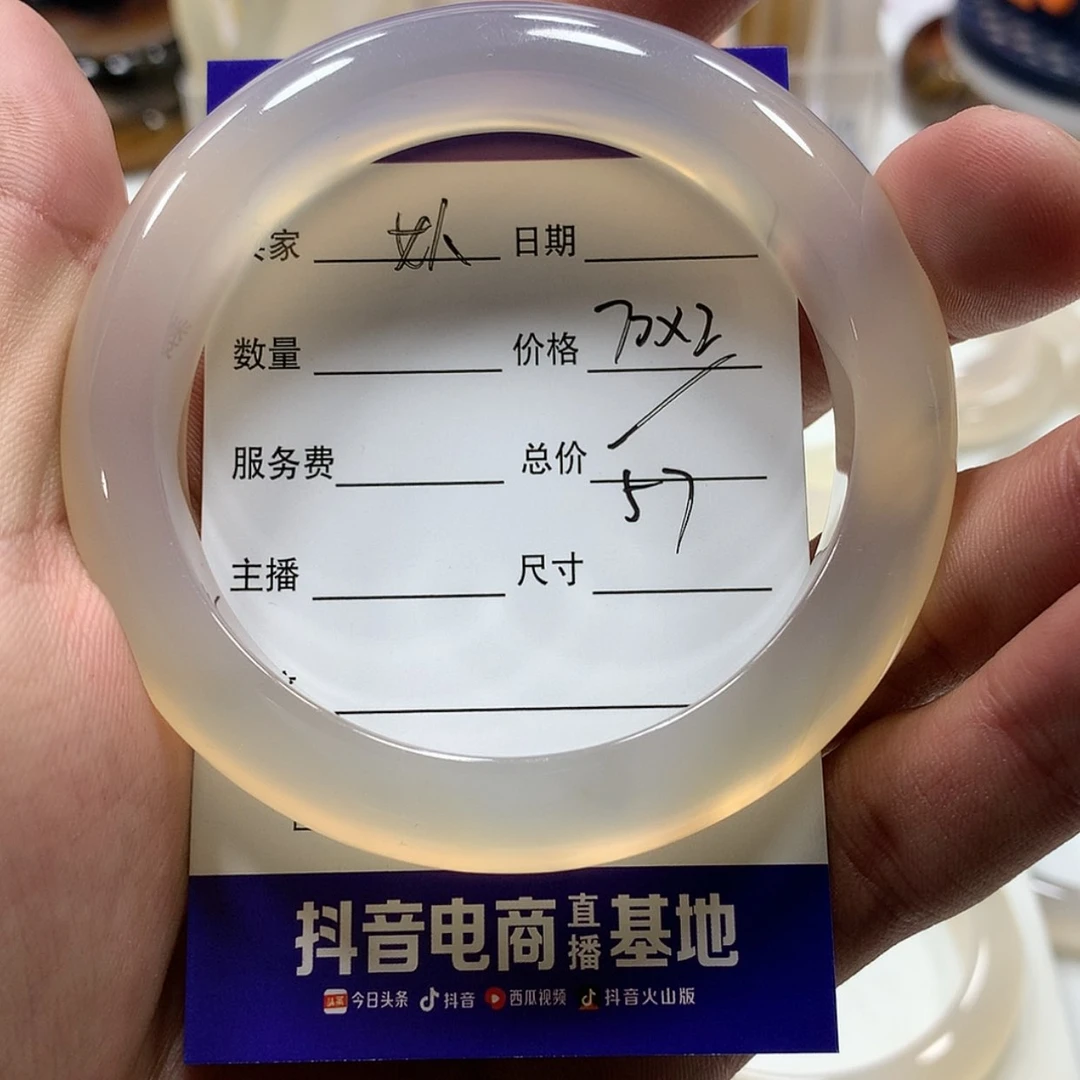 家 日期
数量 价格
服务费 总价 57
主播 尺寸
抖音电商直播基地
今日头条 抖音 西瓜视频 抖音火山版